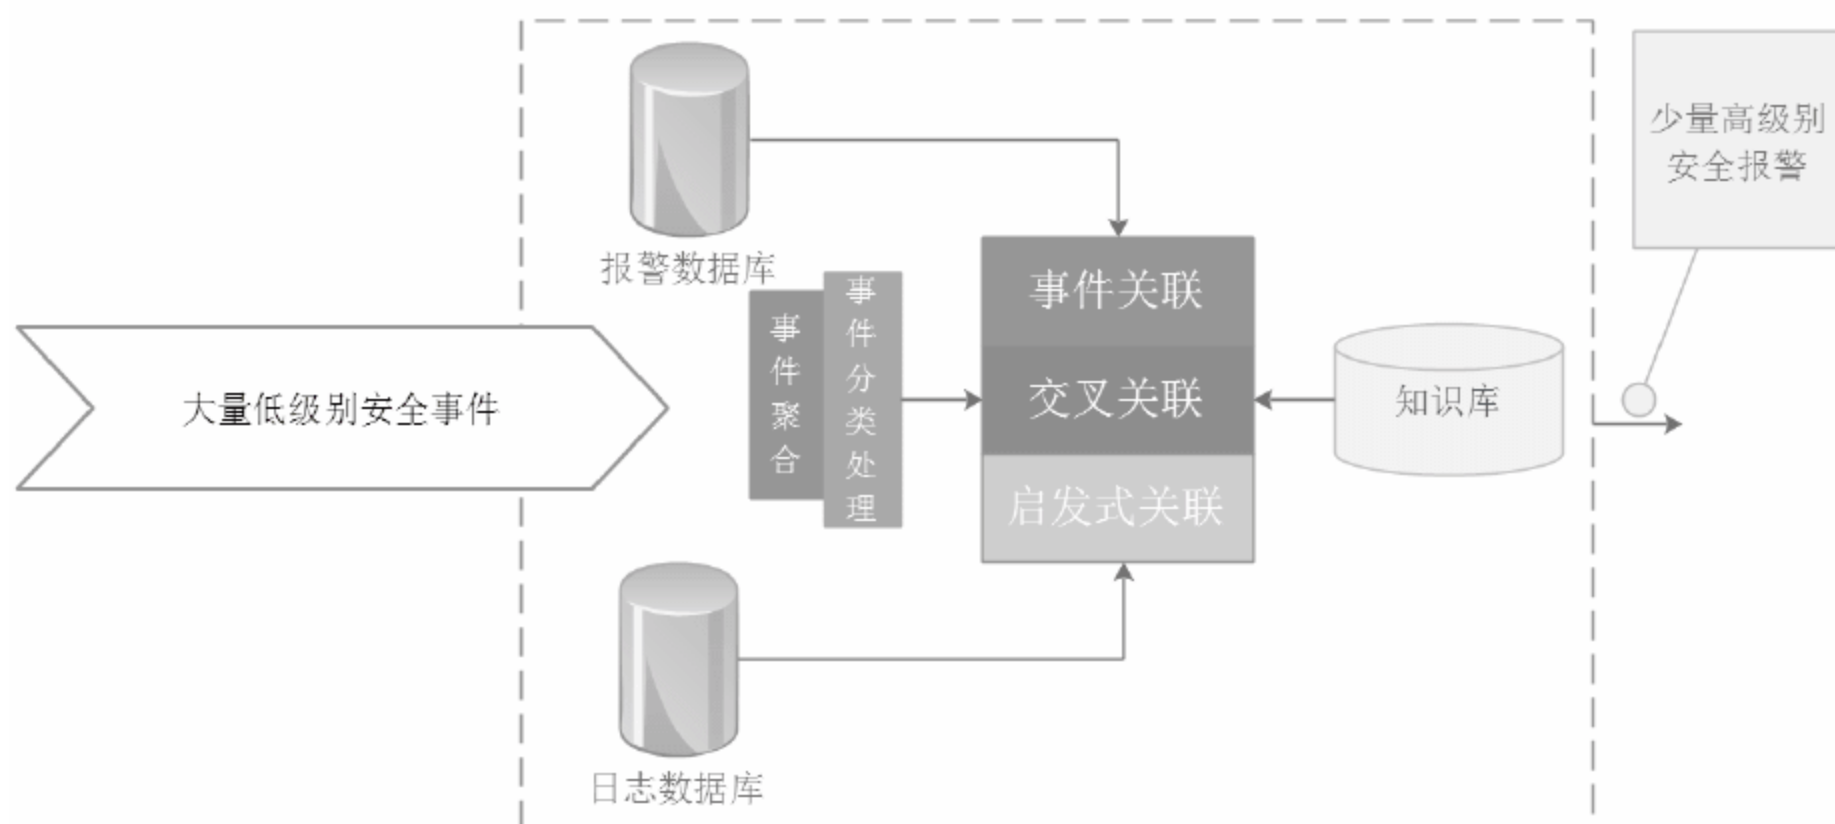 报警数据库
大量低级别安全事件
事件聚合
事件分类处理
事件关联
交叉关联
启发式关联
知识库
少量高级别
安全报警
日志数据库